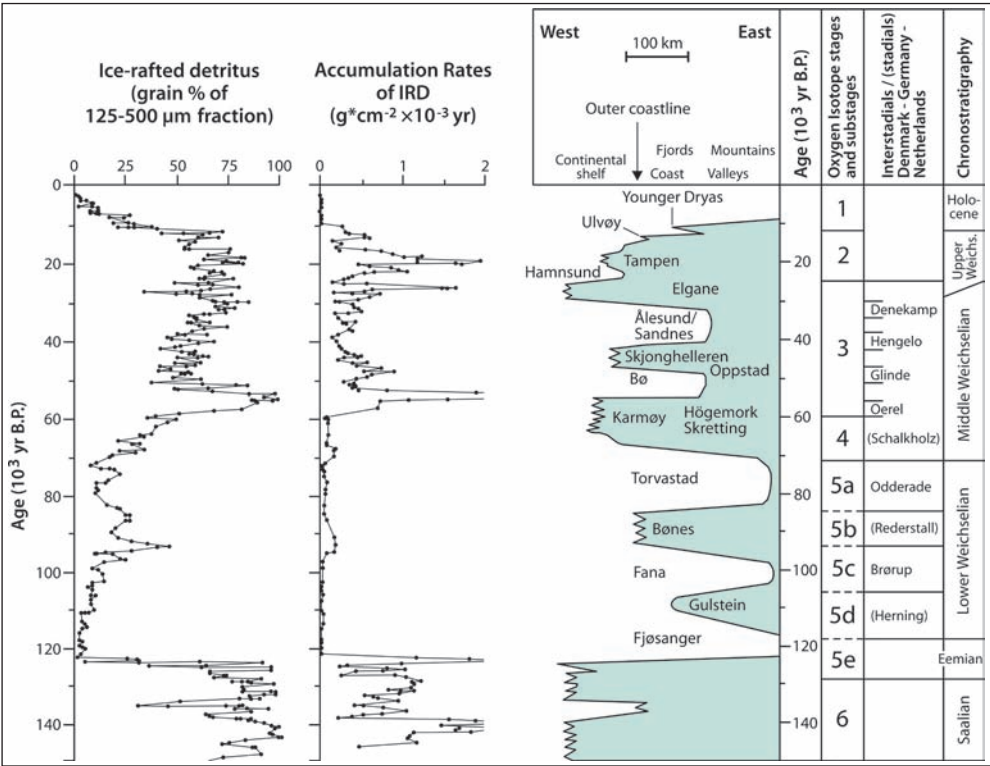 Ice-rafted detritus
(grain % of
125-500 µm fraction)
0 25 50 75 100
Age (10³ yr B.P.)
0
20
40
60
80
100
120
140
Accumulation Rates
of IRD
(g*cm⁻² ×10⁻³ yr)
0 1 2
West East
100 km
Outer coastline
Fjords Mountains
Continental
shelf
Coast Valleys
Younger Dryas
Ulvøy
Tampen
Hamnsund
Elgane
Ålesund/
Sandnes
Skjonghelleren
Oppstad
Bø
Karmøy
Högemork
Skretting
Torvastad
Bønes
Fana
Gulstein
Fjøsanger
Age (10³ yr B.P.)
20
40
60
80
100
120
140
Oxygen Isotope stages
and substages
1
2
3
4
5a
5b
5c
5d
5e
6
Interstadials / (stadials)
Denmark - Germany -
Netherlands
Denekamp
Hengelo
Glinde
Oerel
(Schalkholz)
Odderade
(Rederstall)
Brørup
(Herning)
Chronostratigraphy
Holo-
cene
Upper
Weichs.
Middle Weichselian
Lower Weichselian
Eemian
Saalian